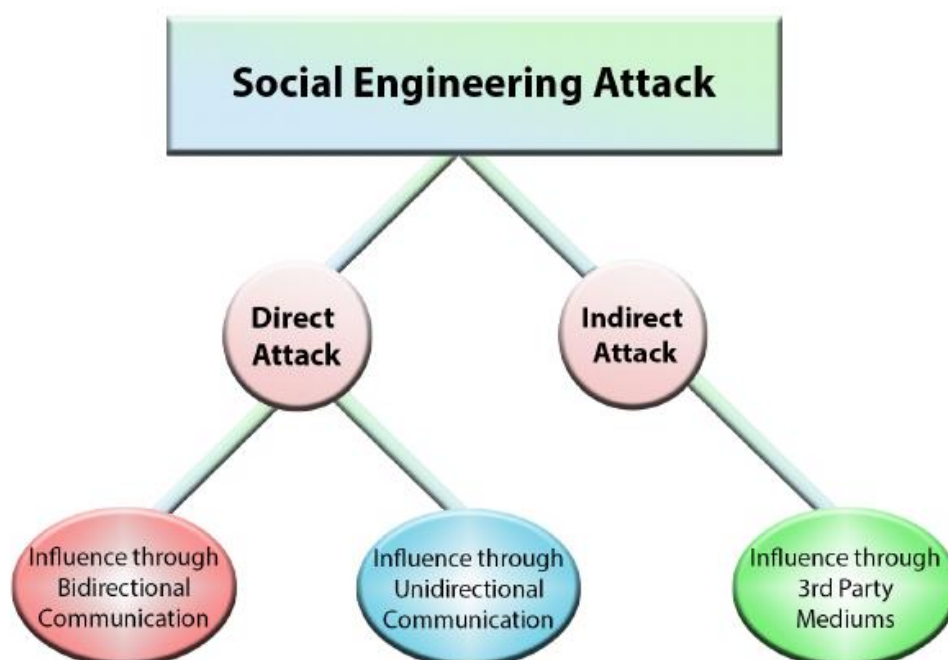 Social Engineering Attack
Direct
Attack
Indirect
Attack
Influence through
Bidirectional
Communication
Influence through
Unidirectional
Communication
Influence through
3rd Party
Mediums